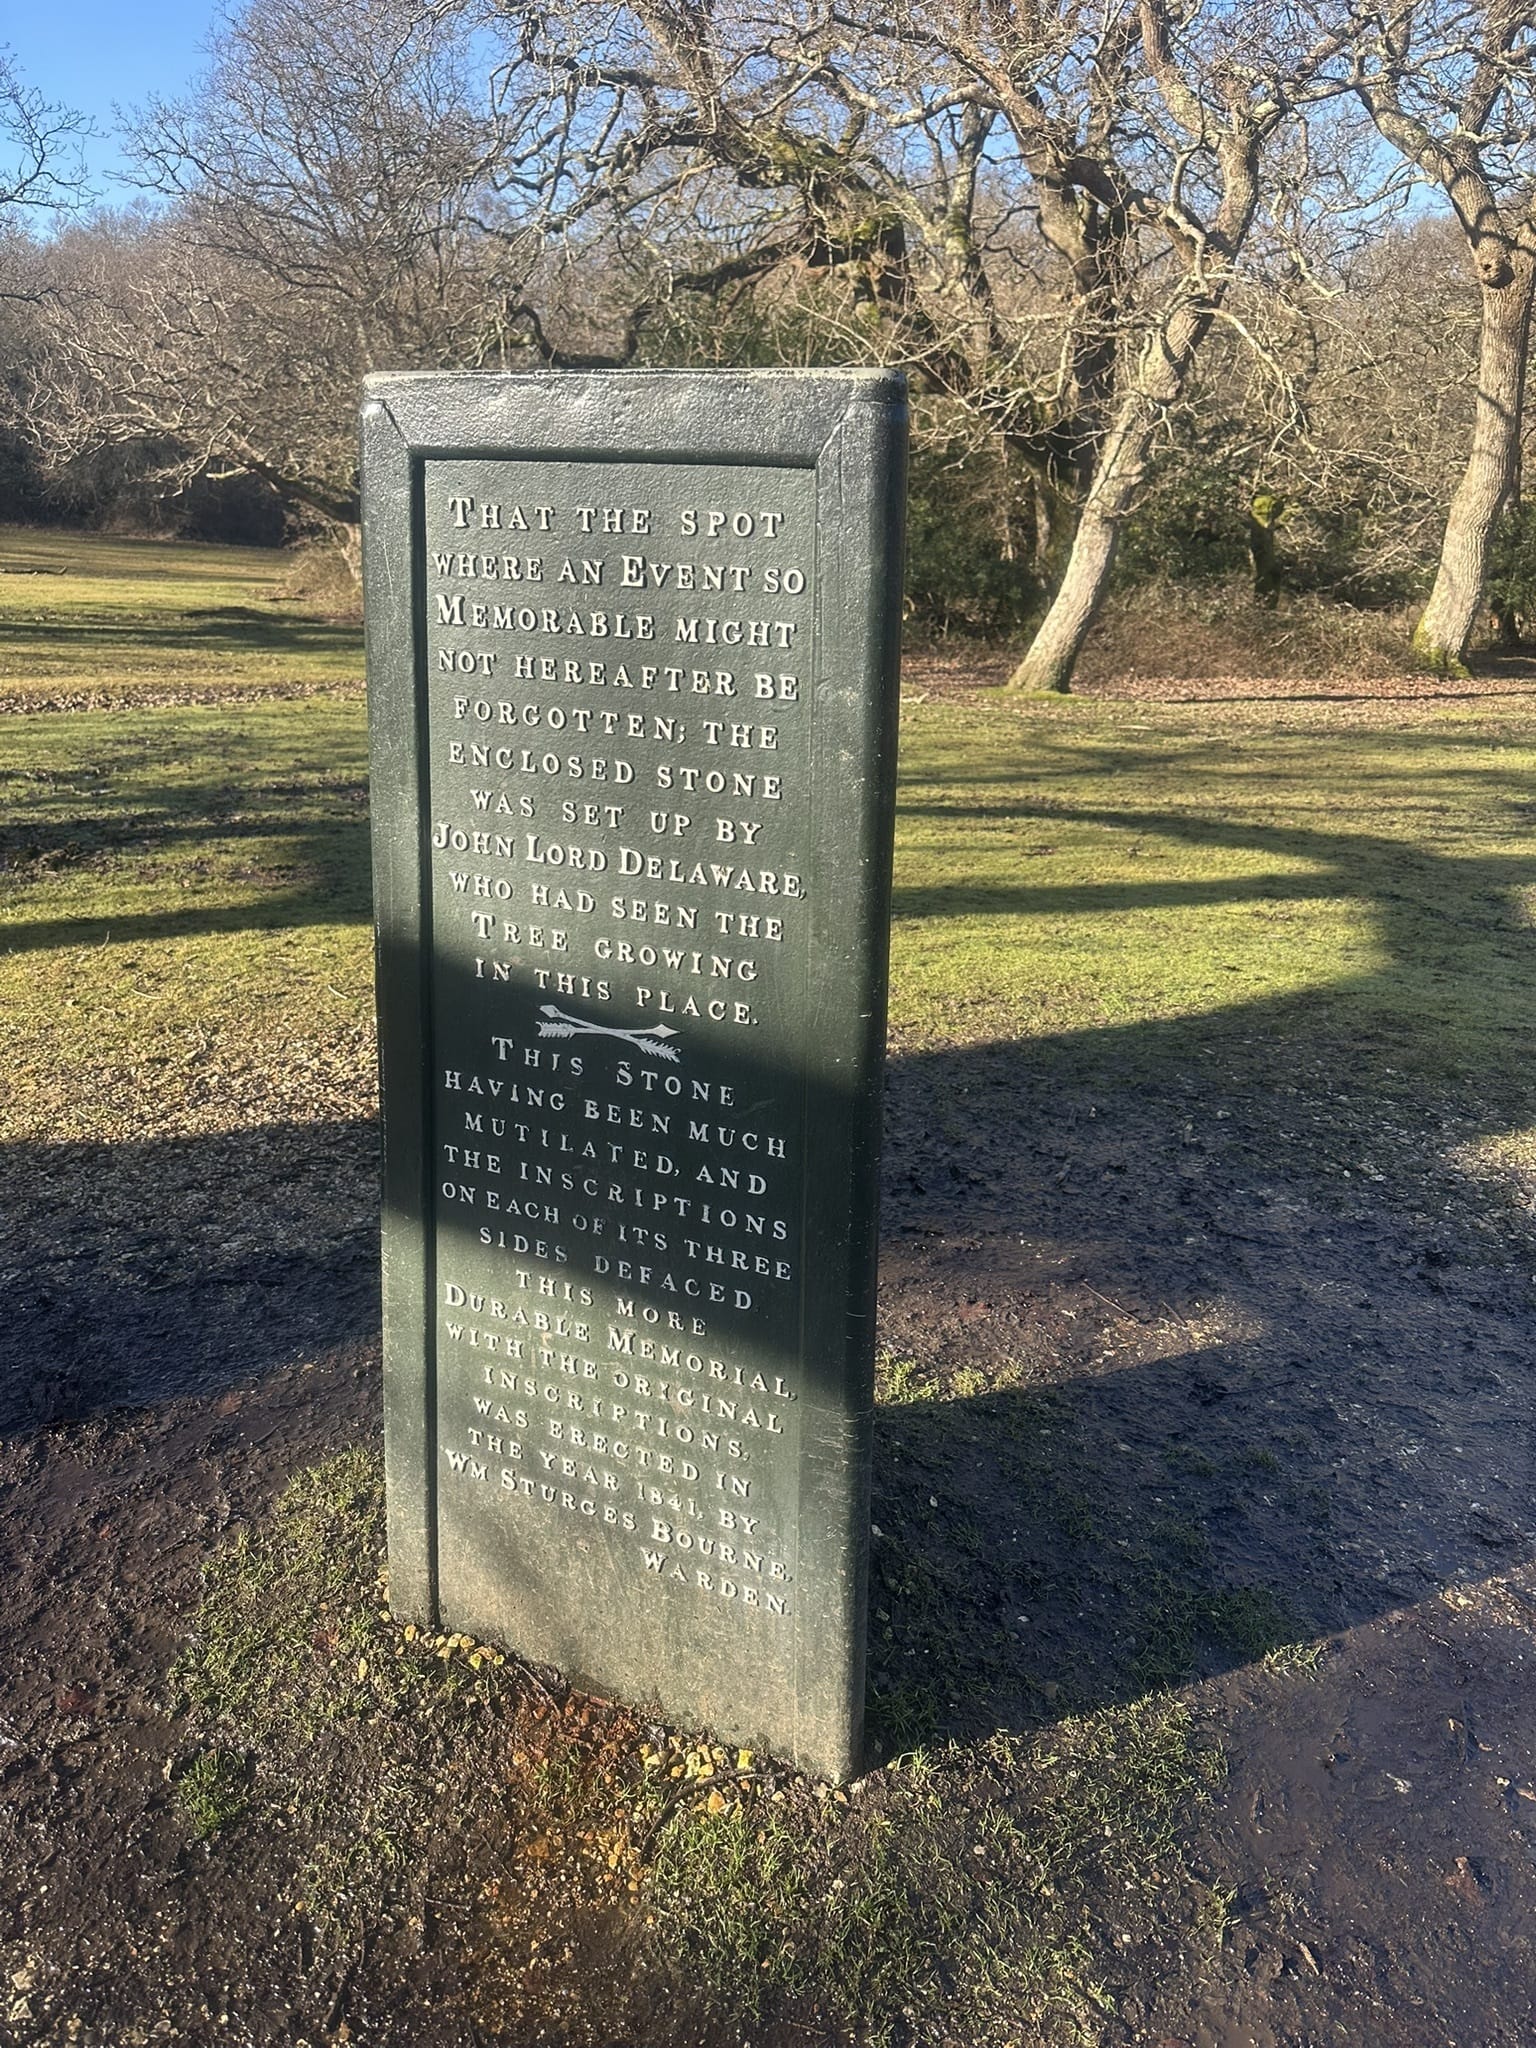 THAT THE SPOT
WHERE AN EVENT SO
MEMORABLE MIGHT
NOT HEREAFTER BE
FORGOTTEN; THE
ENCLOSED STONE
WAS SET UP BY
JOHN LORD DELAWARE,
WHO HAD SEEN THE
TREE GROWING
IN THIS PLACE.
THIS STONE
HAVING BEEN MUCH
MUTILATED, AND
THE INSCRIPTIONS
ON EACH OF ITS THREE
SIDES DEFACED.
THIS MORE
DURABLE MEMORIAL,
WITH THE ORIGINAL
INSCRIPTIONS,
WAS ERECTED IN
THE YEAR 1841, BY
WM STURGES BOURNE,
WARDEN.